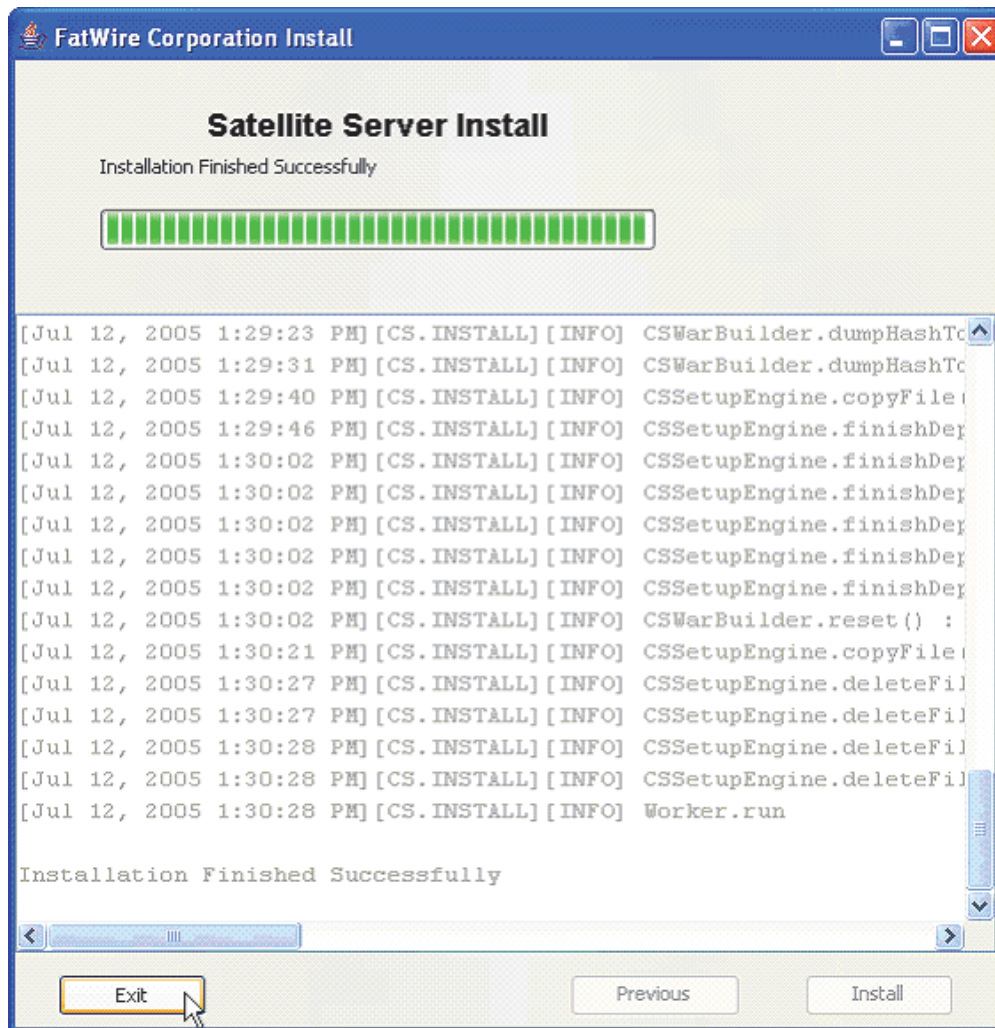 FatWire Corporation Install
Satellite Server Install
Installation Finished Successfully
[Jul 12, 2005 1:29:23 PM][CS.INSTALL][INFO] CSWarBuilder.dumpHashTo
[Jul 12, 2005 1:29:31 PM][CS.INSTALL][INFO] CSWarBuilder.dumpHashTo
[Jul 12, 2005 1:29:40 PM][CS.INSTALL][INFO] CSSetupEngine.copyFile(
[Jul 12, 2005 1:29:46 PM][CS.INSTALL][INFO] CSSetupEngine.finishDep
[Jul 12, 2005 1:30:02 PM][CS.INSTALL][INFO] CSSetupEngine.finishDep
[Jul 12, 2005 1:30:02 PM][CS.INSTALL][INFO] CSSetupEngine.finishDep
[Jul 12, 2005 1:30:02 PM][CS.INSTALL][INFO] CSSetupEngine.finishDep
[Jul 12, 2005 1:30:02 PM][CS.INSTALL][INFO] CSSetupEngine.finishDep
[Jul 12, 2005 1:30:02 PM][CS.INSTALL][INFO] CSSetupEngine.finishDep
[Jul 12, 2005 1:30:02 PM][CS.INSTALL][INFO] CSWarBuilder.reset() :
[Jul 12, 2005 1:30:21 PM][CS.INSTALL][INFO] CSSetupEngine.copyFile(
[Jul 12, 2005 1:30:27 PM][CS.INSTALL][INFO] CSSetupEngine.deleteFil
[Jul 12, 2005 1:30:27 PM][CS.INSTALL][INFO] CSSetupEngine.deleteFil
[Jul 12, 2005 1:30:28 PM][CS.INSTALL][INFO] CSSetupEngine.deleteFil
[Jul 12, 2005 1:30:28 PM][CS.INSTALL][INFO] CSSetupEngine.deleteFil
[Jul 12, 2005 1:30:28 PM][CS.INSTALL][INFO] Worker.run
Installation Finished Successfully
Exit Previous Install